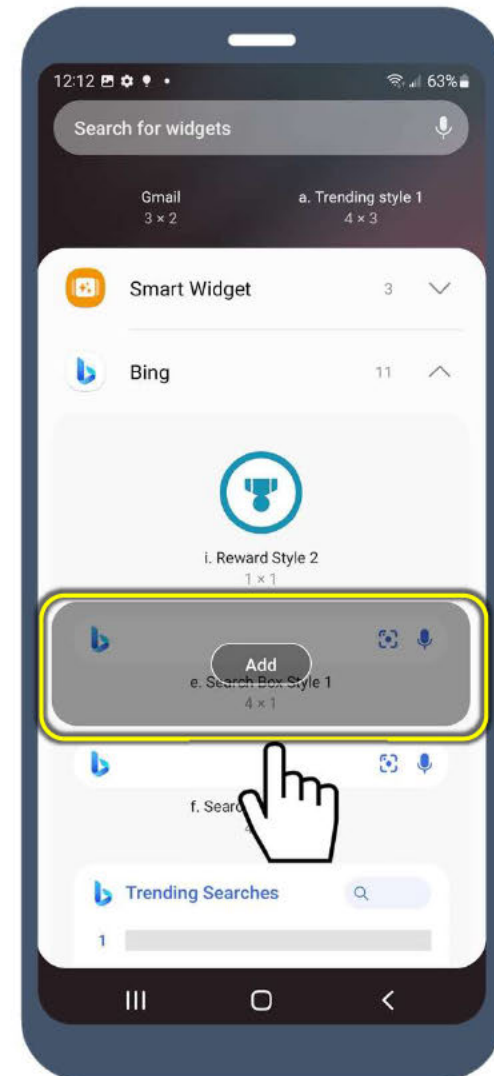 12:12 63%
Search for widgets
Gmail a. Trending style 1
3 × 2 4 × 3
Smart Widget 3
Bing 11
i. Reward Style 2
1 × 1
Add
e. Search Box Style 1
4 × 1
f.
Trending Searches
1